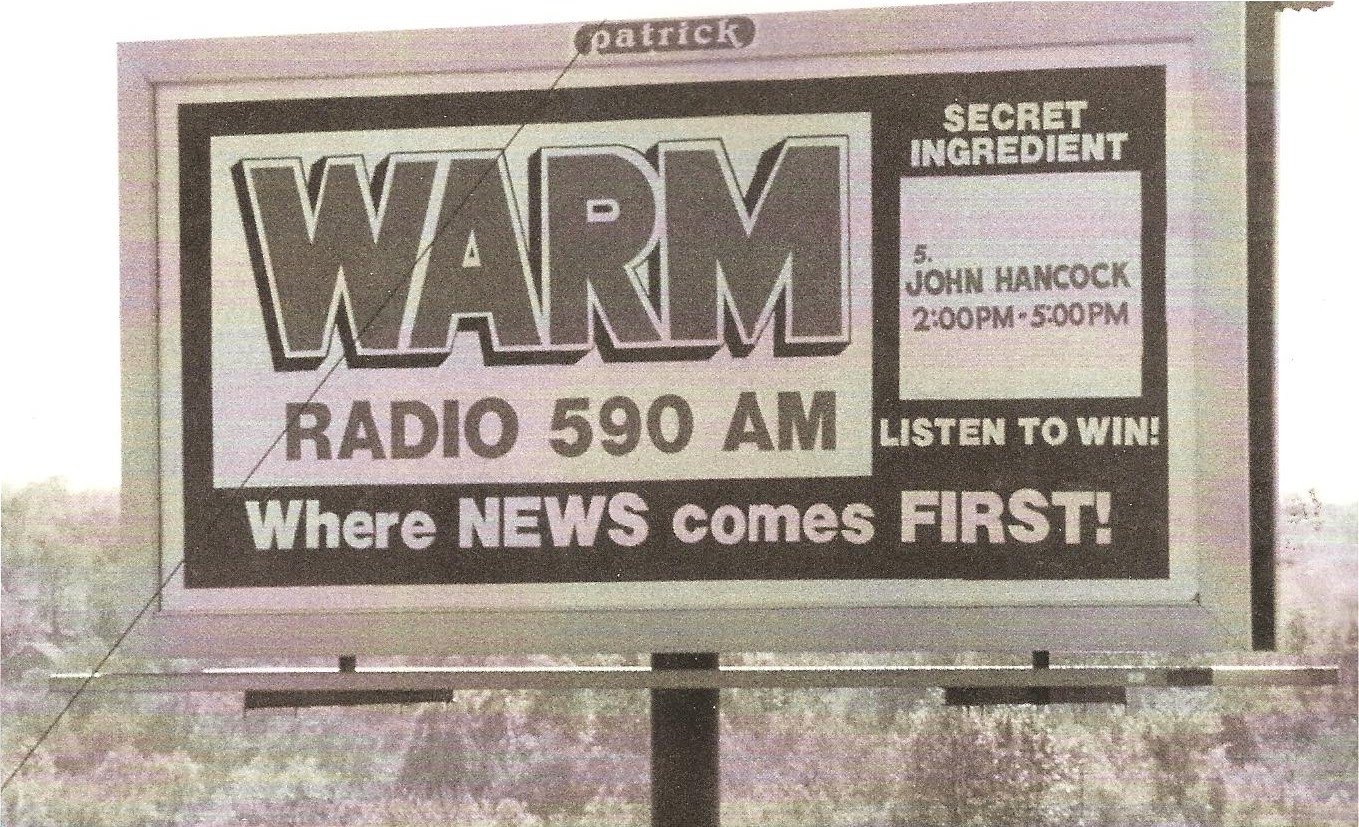 patrick
WARM
RADIO 590 AM
Where NEWS comes FIRST!
SECRET
INGREDIENT
5.
JOHN HANCOCK
2:00PM-5:00PM
LISTEN TO WIN!